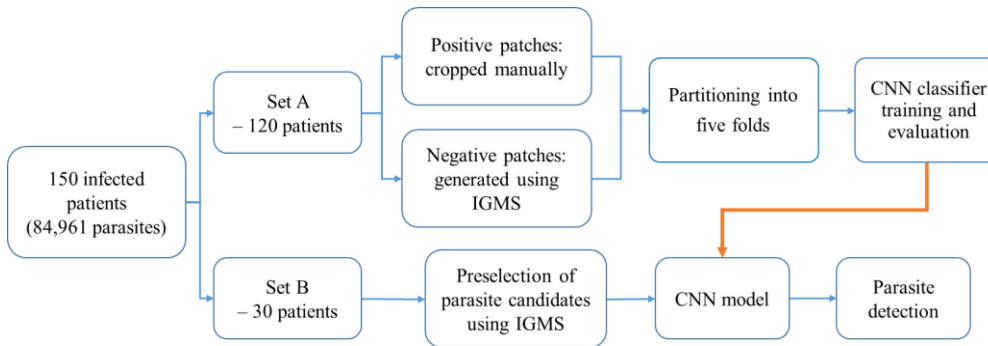 150 infected
patients
(84,961 parasites)
Set A
– 120 patients
Positive patches:
cropped manually
Negative patches:
generated using
IGMS
Partitioning into
five folds
CNN classifier
training and
evaluation
Set B
– 30 patients
Preselection of
parasite candidates
using IGMS
CNN model
Parasite
detection